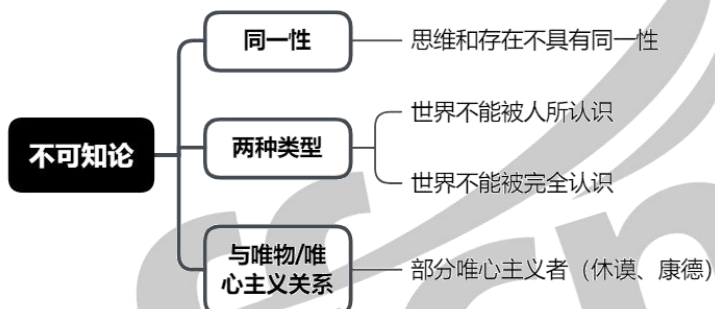 不可知论
同一性
思维和存在不具有同一性
两种类型
世界不能被人所认识
世界不能被完全认识
与唯物/唯
心主义关系
部分唯心主义者（休谟、康德）